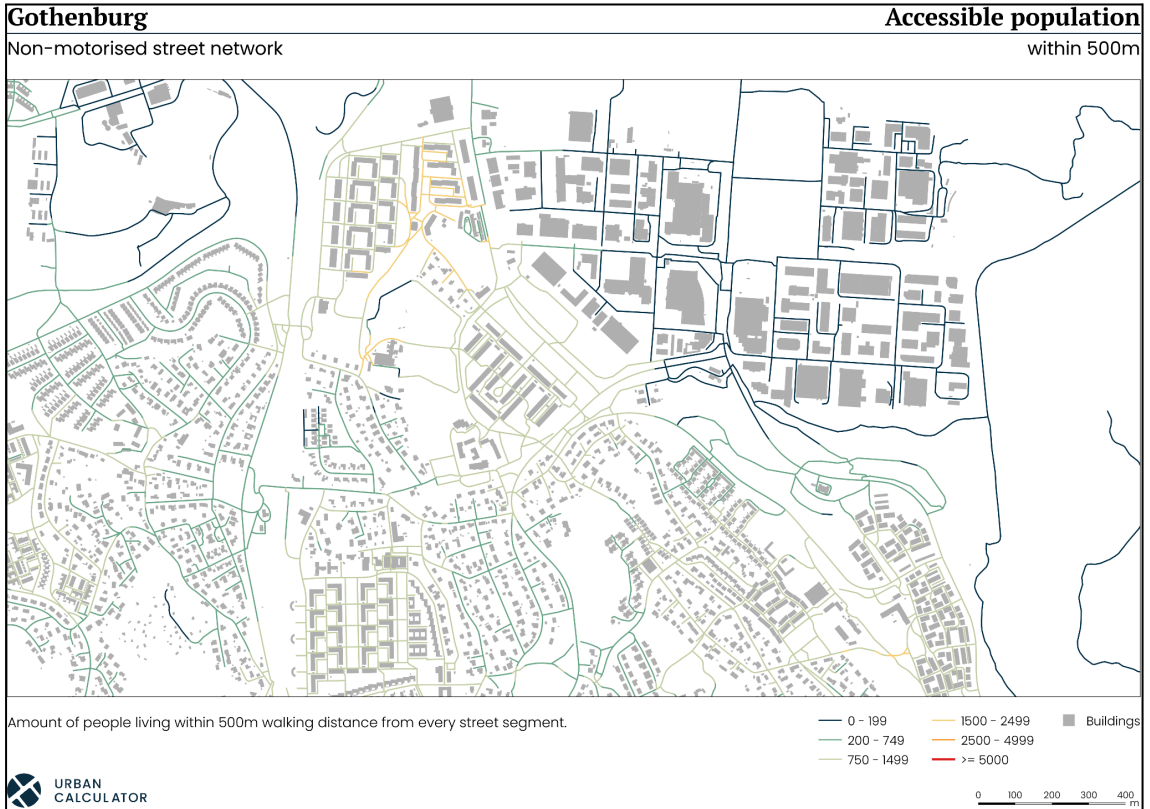 Gothenburg
Accessible population
Non-motorised street network
within 500m
Amount of people living within 500m walking distance from every street segment.
0 - 199
1500 - 2499
Buildings
200 - 749
2500 - 4999
750 - 1499
>= 5000
URBAN
CALCULATOR
0 100 200 300 400
m